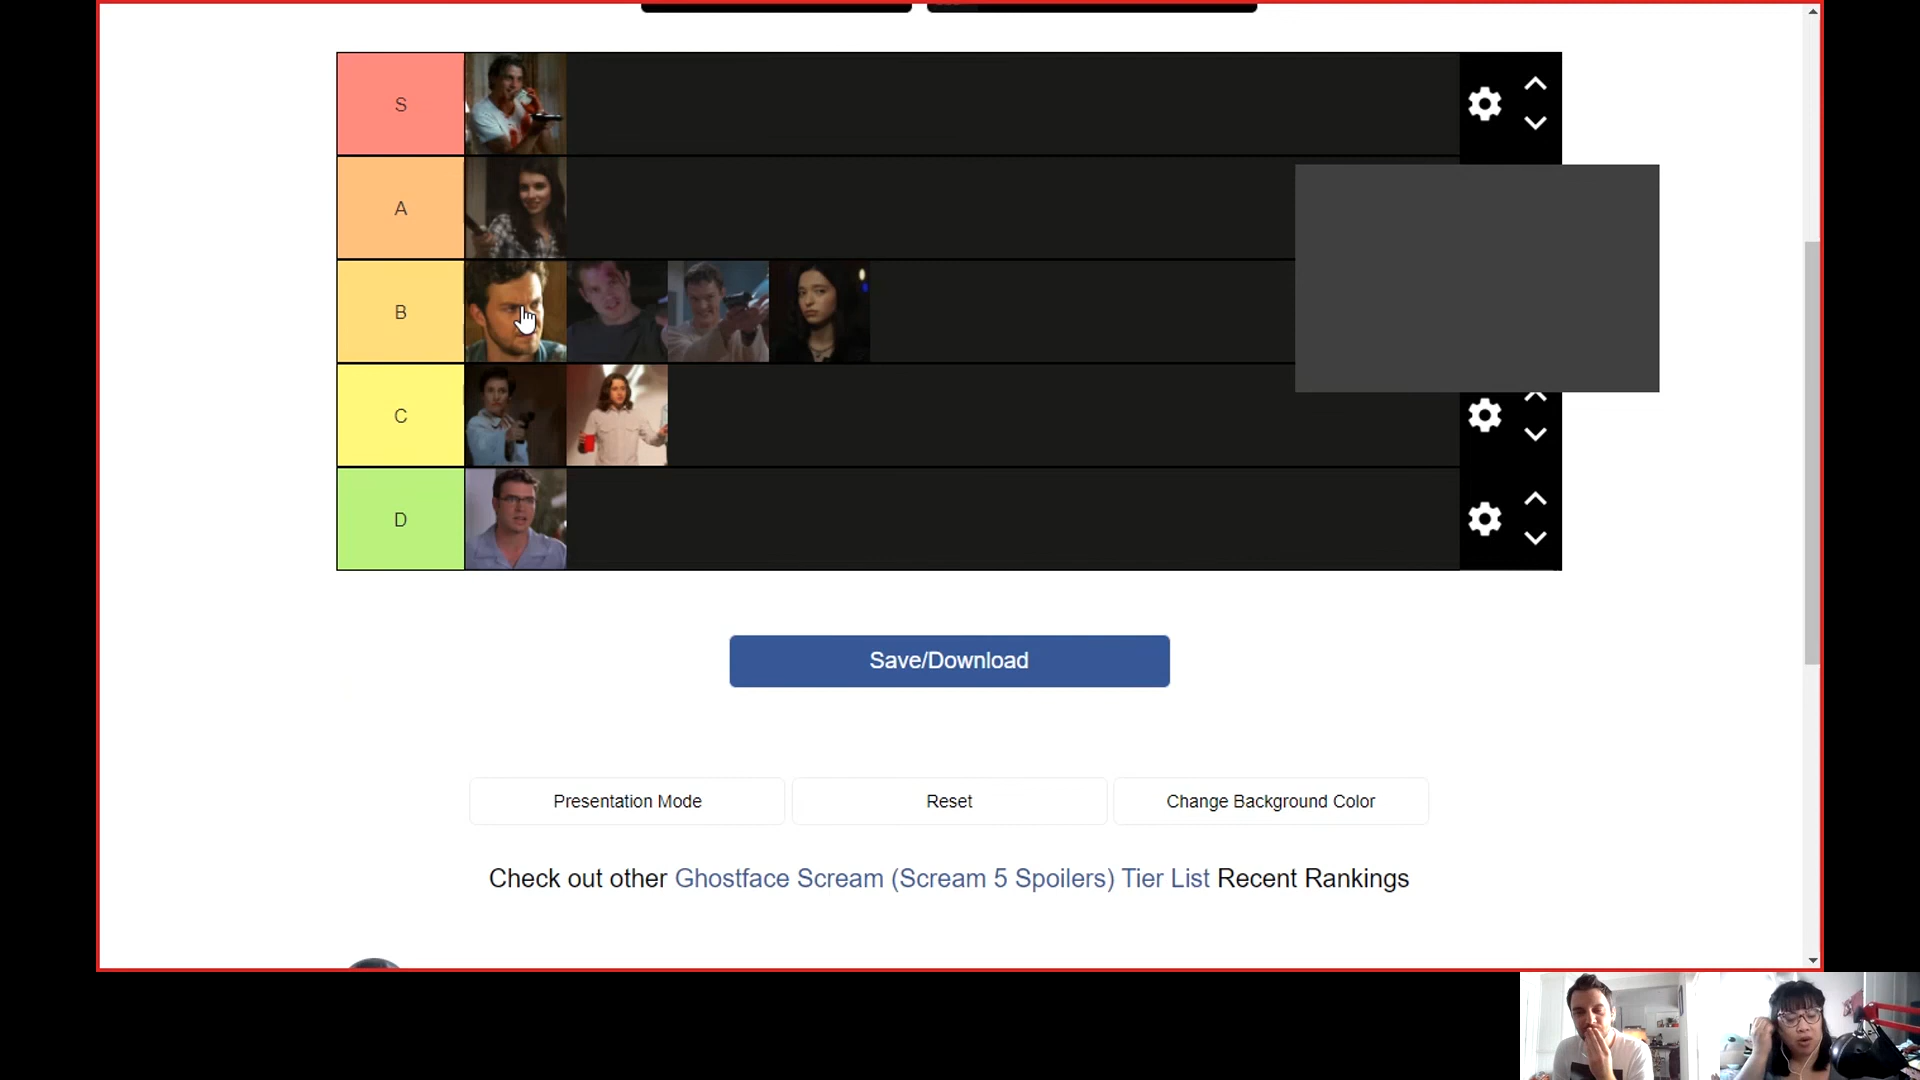 S
A
B
C
D
Save/Download
Presentation Mode
Reset
Change Background Color
Check out other Ghostface Scream (Scream 5 Spoilers) Tier List Recent Rankings